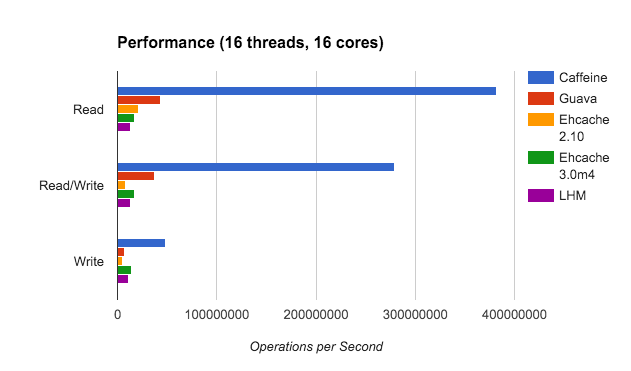 Performance (16 threads, 16 cores)
Caffeine
Guava
Ehcache
2.10
Ehcache
3.0m4
LHM
Read
Read/Write
Write
0
100000000
200000000
300000000
400000000
Operations per Second